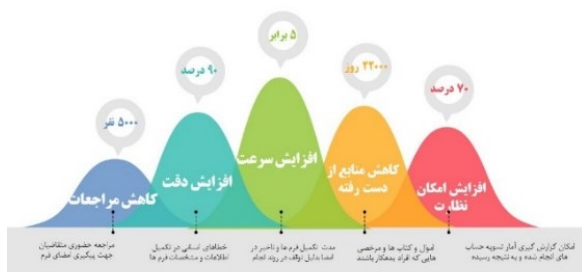 ۵ برابر
۹۰ درصد
۲۲۰۰۰ روز
۷۰ درصد
۵۰۰۰ نفر
افزایش سرعت
افزایش دقت
کاهش منابع از
دست رفته
افزایش امکان
نظارت
کاهش مراجعات
امکان گزارش گیری آمار تسویه حساب
های انجام شده و به نتیجه رسیده
اموال و کتاب ها و مرخصی
هایی که افراد بدهکار باشند
مدت تکمیل فرم ها و تاخیر در
امضا بدلیل توقف در روند انجام
خطاهای انسانی در تکمیل
اطلاعات و مشخصات فرم ها
مراجعه حضوری متقاضیان
جهت پیگیری امضای فرم